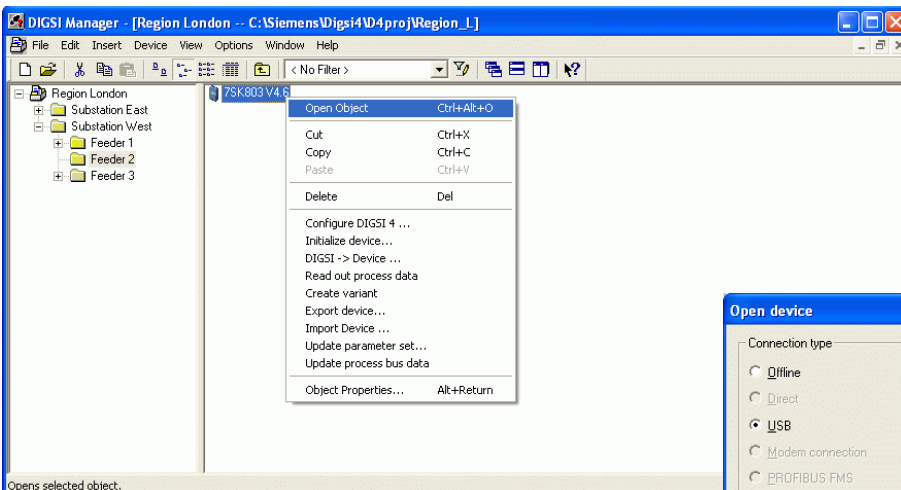 DIGSI Manager - [Region London -- C:\Siemens\Digsi4\D4proj\Region_L]
File Edit Insert Device View Options Window Help
< No Filter >
Region London
Substation East
Substation West
Feeder 1
Feeder 2
Feeder 3
7SK803 V4.6
Open Object Ctrl+Alt+O
Cut Ctrl+X
Copy Ctrl+C
Paste Ctrl+V
Delete Del
Configure DIGSI 4 ...
Initialize device...
DIGSI -> Device ...
Read out process data
Create variant
Export device...
Import Device ...
Update parameter set...
Update process bus data
Object Properties... Alt+Return
Open device
Connection type
Offline
Direct
USB
Modem connection
PROFIBUS FMS
Opens selected object.